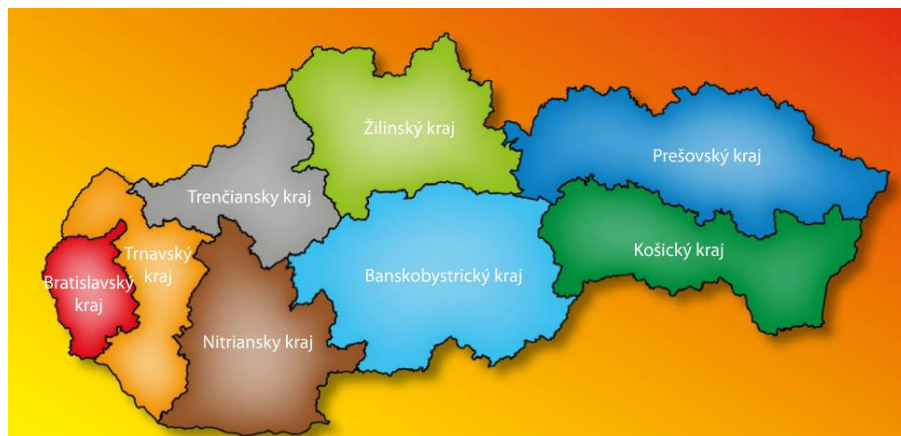 Žilinský kraj
Prešovský kraj
Trenčiansky kraj
Trnavský
kraj
Košický kraj
Bratislavský
kraj
Banskobystrický kraj
Nitriansky kraj